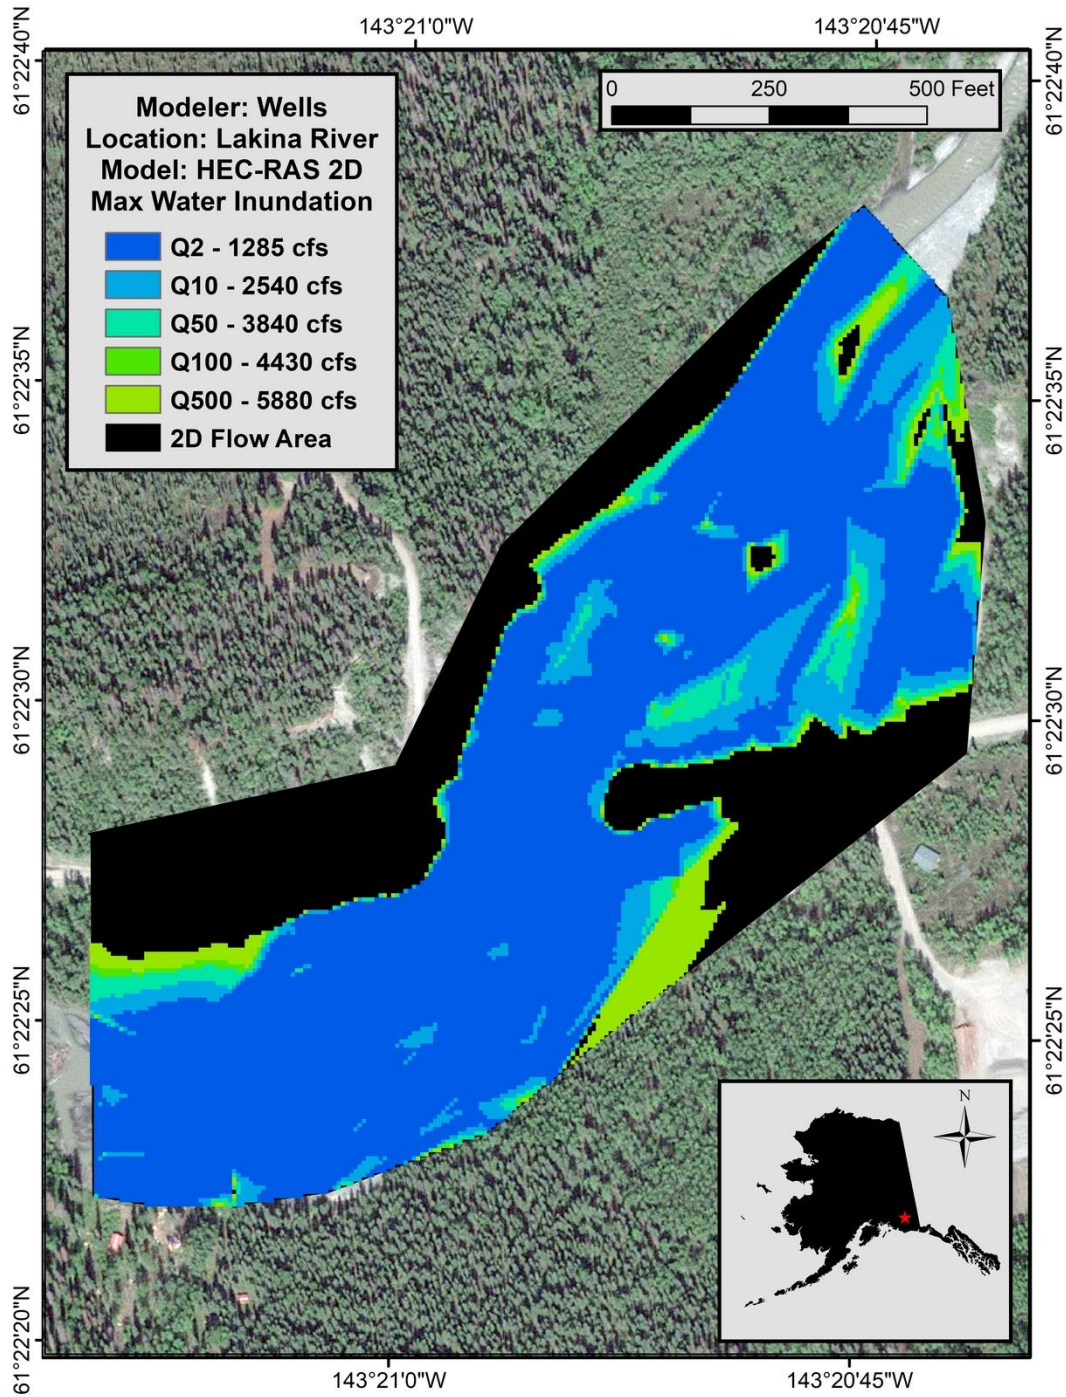 143°21'0"W
143°20'45"W
61°22'40"N
61°22'40"N
0 250 500 Feet
Modeler: Wells
Location: Lakina River
Model: HEC-RAS 2D
Max Water Inundation
Q2 - 1285 cfs
Q10 - 2540 cfs
Q50 - 3840 cfs
Q100 - 4430 cfs
Q500 - 5880 cfs
2D Flow Area
61°22'35"N
61°22'35"N
61°22'30"N
61°22'30"N
61°22'25"N
61°22'25"N
N
61°22'20"N
61°22'20"N
143°21'0"W
143°20'45"W